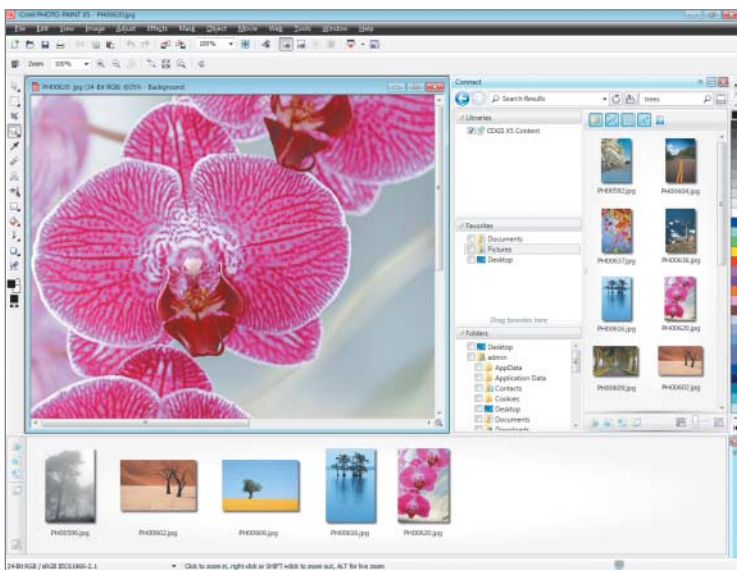 Corel PHOTO-PAINT X5 - PH00620.jpg
File Edit View Image Adjust Effects Mask Object Movie Web Tools Window Help
100%
Zoom 100%
PH00620.jpg (24-Bit RGB) @25% - Background
Connect
Search Results
trees
Libraries
CDGS X5 Content
Favorites
Documents
Pictures
Desktop
Drag favorites here
Folders
Desktop
admin
AppData
Application Data
Contacts
Cookies
Desktop
Documents
Downloads
PH00592.jpg PH00604.jpg
PH00637.jpg PH00636.jpg
PH00616.jpg PH00620.jpg
PH00609.jpg PH00602.jpg
PH00596.jpg PH00602.jpg PH00606.jpg PH00616.jpg PH00620.jpg
24-Bit RGB / sRGB IEC61966-2.1 Click to zoom in, right-click or SHIFT+click to zoom out, ALT for live zoom